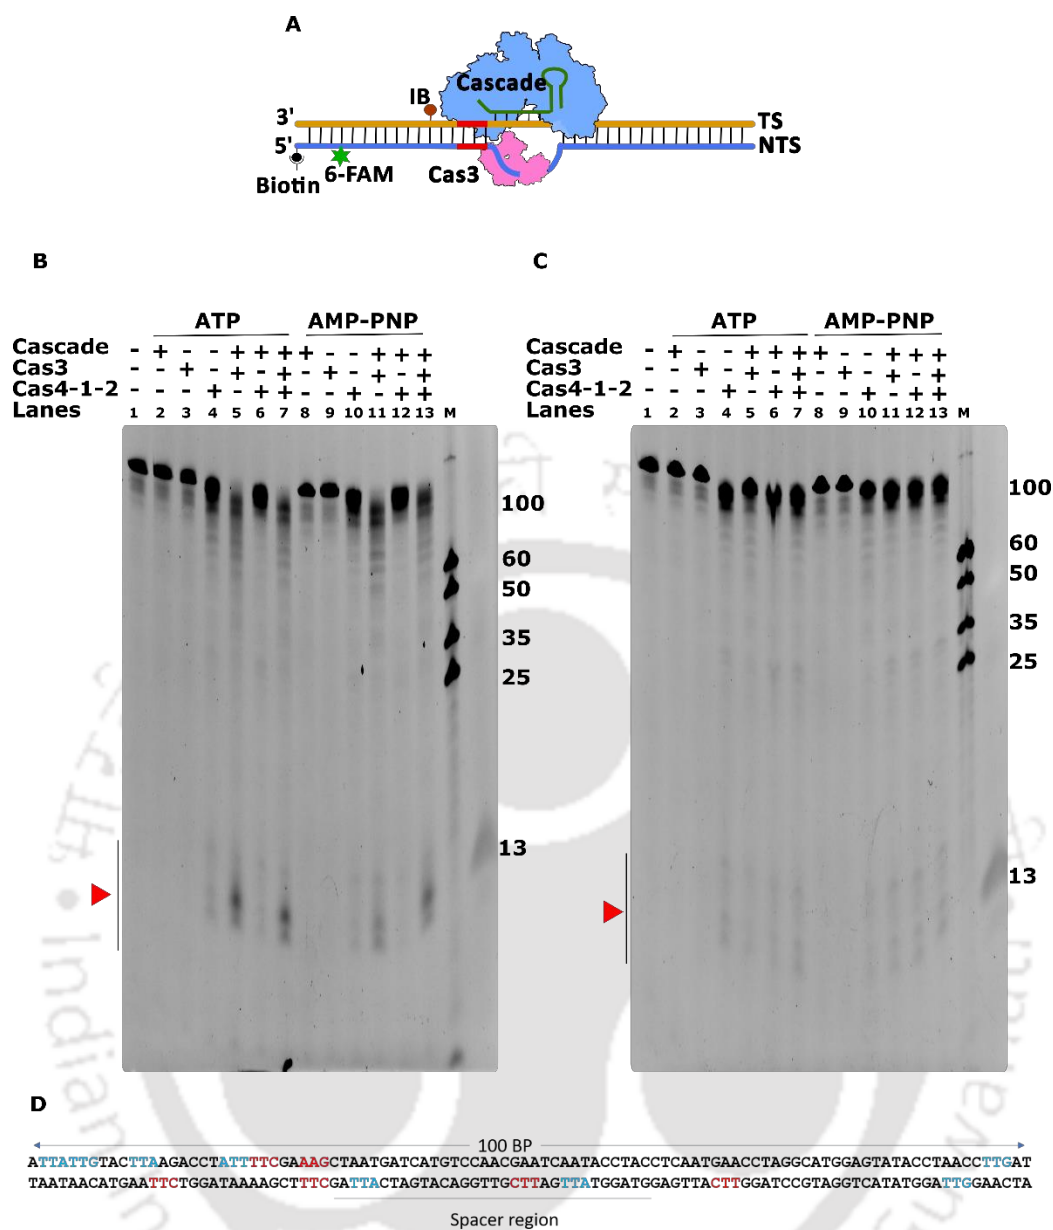 A
Cascade
IB
3'
TS
5'
NTS
Biotin
6-FAM
Cas3
B
C
ATP AMP-PNP
ATP AMP-PNP
Cascade - + - - + + + + - - + + +
Cas3 - - + - + - + - + - + - +
Cas4-1-2 - - - + - + + - - + - + +
Lanes 1 2 3 4 5 6 7 8 9 10 11 12 13 M
Cascade - + - - + + + + - - + + +
Cas3 - - + - + - + - + - + - +
Cas4-1-2 - - - + - + + - - + - + +
Lanes 1 2 3 4 5 6 7 8 9 10 11 12 13 M
100
60
50
35
25
13
100
60
50
35
25
13
D
100 BP
ATTATTGTACTTAAGACCTATTTTCGAAAGCTAATGATCATGTCCAACGAATCAATACCTACCTCAATGAACCTAGGCATGGAGTATACCTAACCTTGAT
TAATAACATGAATTCTGGATAAAAGCTTTCGATTACTAGTACAGGTTGCTTAGTTATGGATGGAGTTACTTGGATCCGTAGGTCATATGGATTGGAACTA
Spacer region